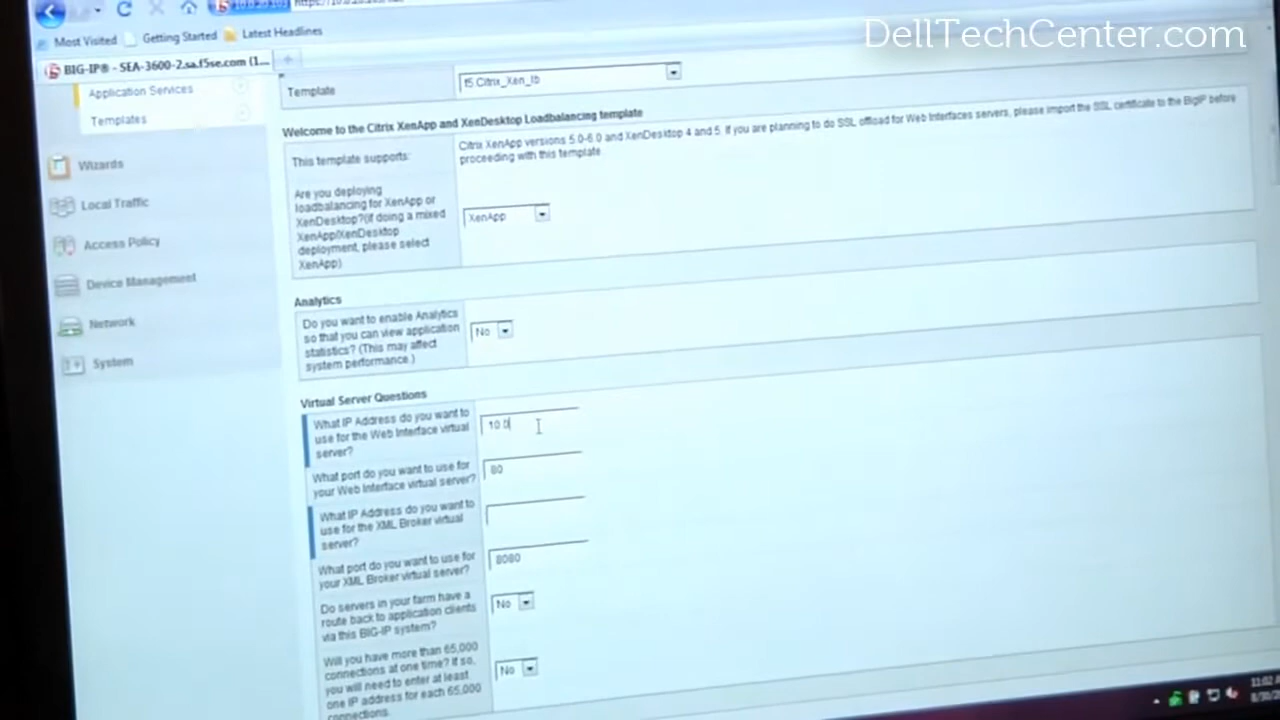 DellTechCenter.com
Most Visited
Getting Started
Latest Headlines
BIG-IP® - SEA-3600-2.sa.f5se.com (1...
Application Services
Templates
Wizards
Local Traffic
Access Policy
Device Management
Network
System
Template
f5.Citrix_Xen_lb
Welcome to the Citrix XenApp and XenDesktop Loadbalancing template
This template supports:
Citrix XenApp versions 5.0-6.0 and XenDesktop 4 and 5. If you are planning to do SSL offload for Web Interfaces servers, please import the SSL certificate to the BigIP before
proceeding with this template
Are you deploying
loadbalancing for XenApp or
XenDesktop?(if doing a mixed
XenApp/XenDesktop
deployment, please select
XenApp)
XenApp
Analytics
Do you want to enable Analytics
so that you can view application
statistics? (This may affect
system performance.)
No
Virtual Server Questions
What IP Address do you want to
use for the Web Interface virtual
server?
10.0
What port do you want to use for
your Web Interface virtual server?
80
What IP Address do you want to
use for the XML Broker virtual
server?
What port do you want to use for
your XML Broker virtual server?
8080
Do servers in your farm have a
route back to application clients
via this BIG-IP system?
No
Will you have more than 65,000
connections at one time? If so,
you will need to enter at least
one IP address for each 65,000
connections.
No
11:02